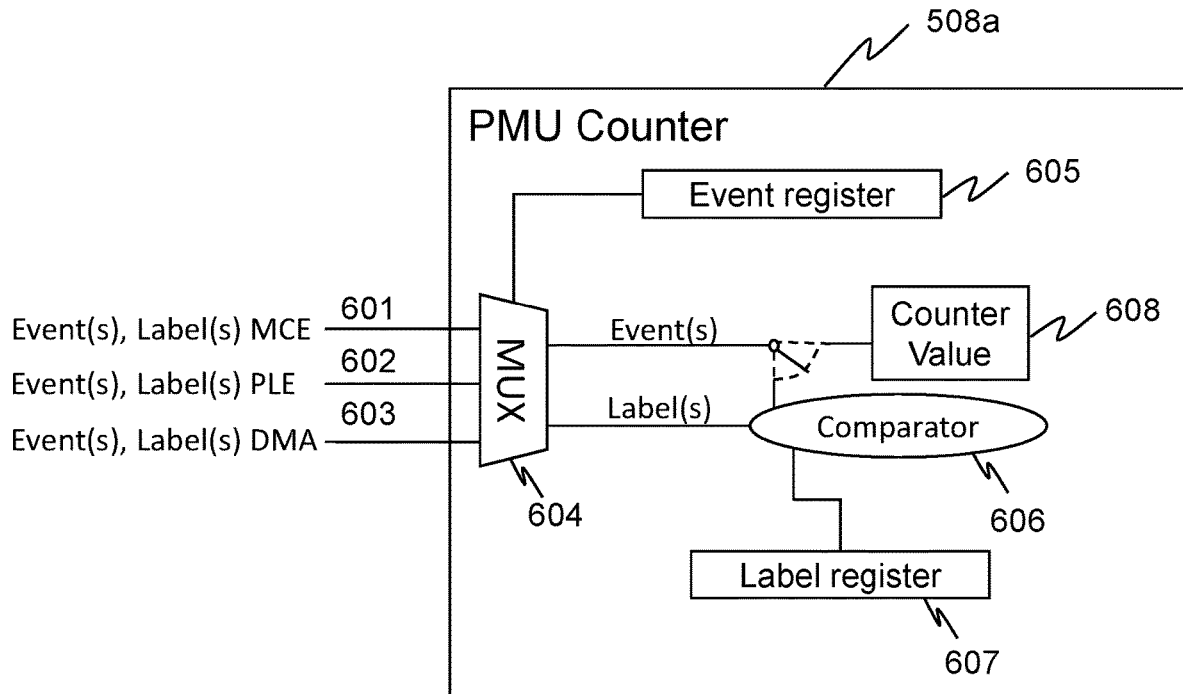 508a
PMU Counter
Event register
605
Event(s), Label(s) MCE
601
Event(s), Label(s) PLE
602
Event(s), Label(s) DMA
603
MUX
604
Event(s)
Label(s)
Counter
Value
608
Comparator
606
Label register
607